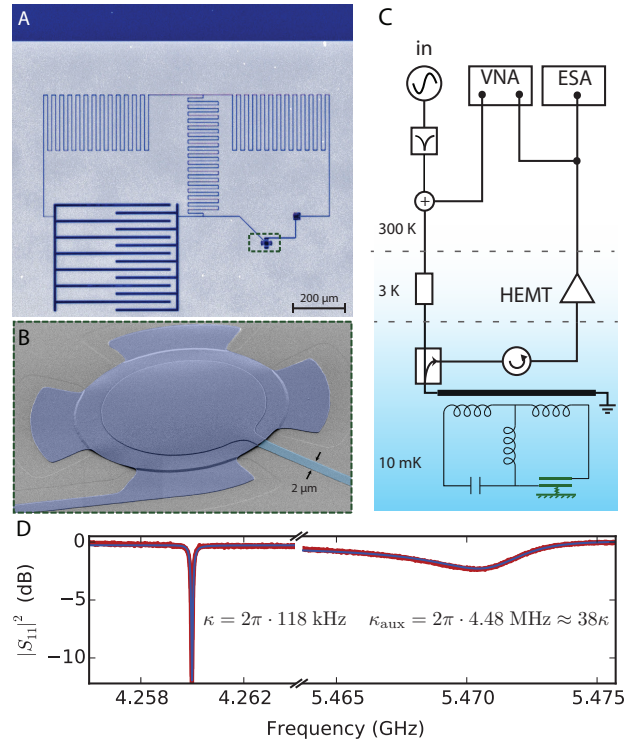 A
200 μm
B
2 μm
C
in
VNA
ESA
+
300 K
3 K
HEMT
10 mK
D
|S₁₁|² (dB)
0
−5
−10
κ = 2π · 118 kHz
κaux = 2π · 4.48 MHz ≈ 38κ
4.258
4.262
5.465
5.470
5.475
Frequency (GHz)